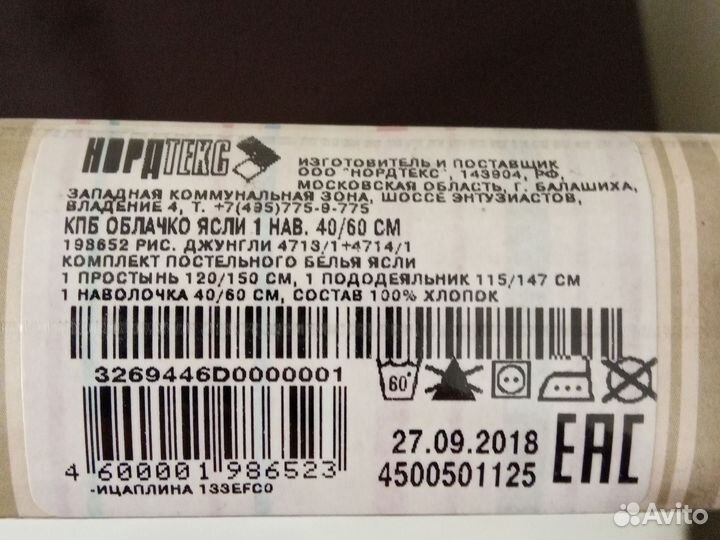 НОРДТЕКС
ИЗГОТОВИТЕЛЬ И ПОСТАВЩИК
ООО "НОРДТЕКС", 143904, РФ,
МОСКОВСКАЯ ОБЛАСТЬ, Г. БАЛАШИХА,
ЗАПАДНАЯ КОММУНАЛЬНАЯ ЗОНА, ШОССЕ ЭНТУЗИАСТОВ,
ВЛАДЕНИЕ 4, Т. +7(495)775-9-775
КПБ ОБЛАЧКО ЯСЛИ 1 НАВ. 40/60 СМ
198652 РИС. ДЖУНГЛИ 4713/1+4714/1
КОМПЛЕКТ ПОСТЕЛЬНОГО БЕЛЬЯ ЯСЛИ
1 ПРОСТЫНЬ 120/150 СМ, 1 ПОДОДЕЯЛЬНИК 115/147 СМ
1 НАВОЛОЧКА 40/60 СМ, СОСТАВ 100% ХЛОПОК
3269446D0000001
60°
27.09.2018
4500501125
EAC
4 600001 986523
-ИЦАПЛИНА 133EFC0
Avito